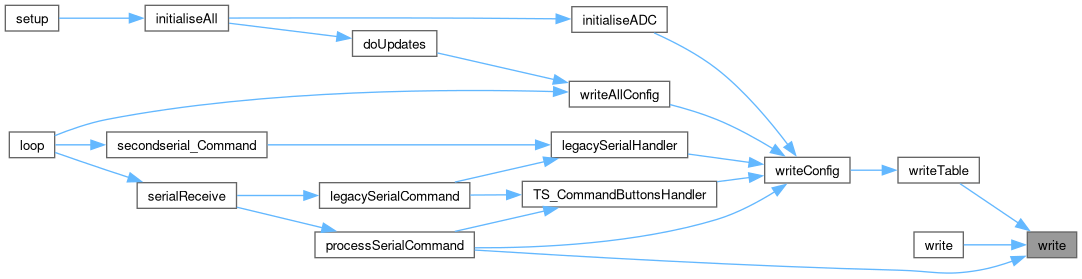 setup
initialiseAll
initialiseADC
doUpdates
writeAllConfig
loop
secondserial_Command
legacySerialHandler
writeConfig
writeTable
serialReceive
legacySerialCommand
TS_CommandButtonsHandler
processSerialCommand
write
write